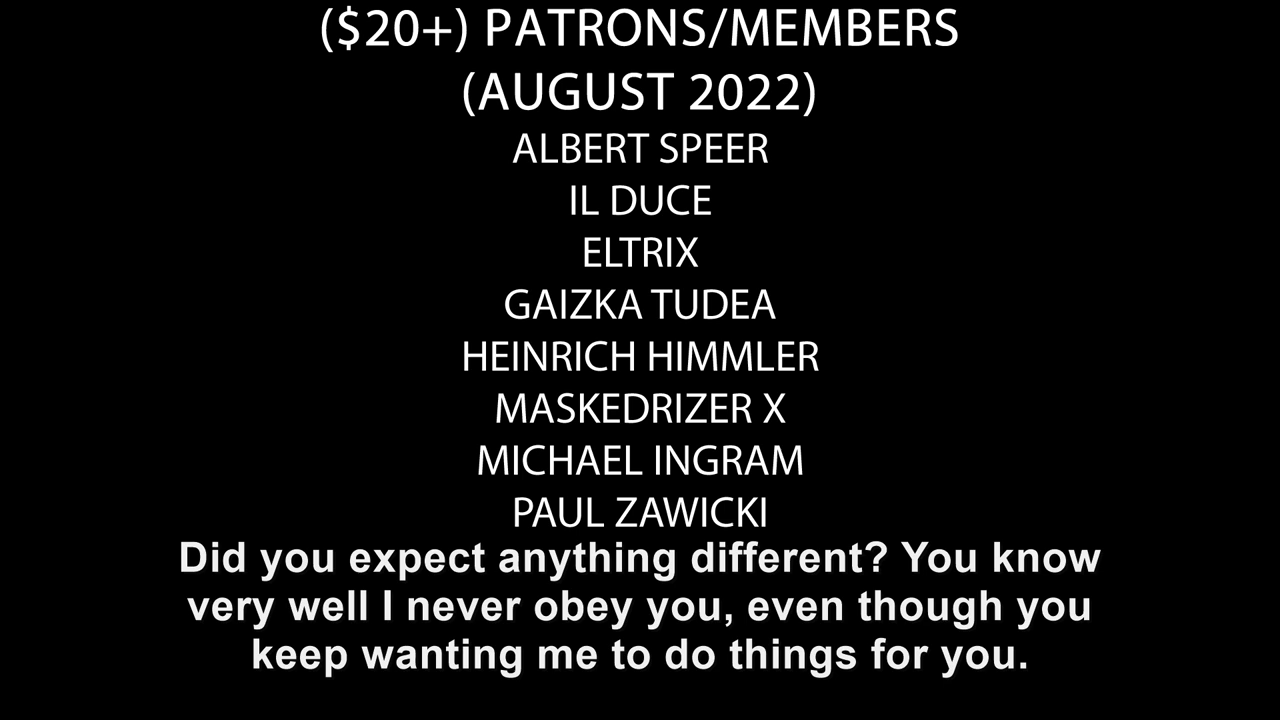 ($20+) PATRONS/MEMBERS
(AUGUST 2022)
ALBERT SPEER
IL DUCE
ELTRIX
GAIZKA TUDEA
HEINRICH HIMMLER
MASKEDRIZER X
MICHAEL INGRAM
PAUL ZAWICKI
Did you expect anything different? You know
very well I never obey you, even though you
keep wanting me to do things for you.